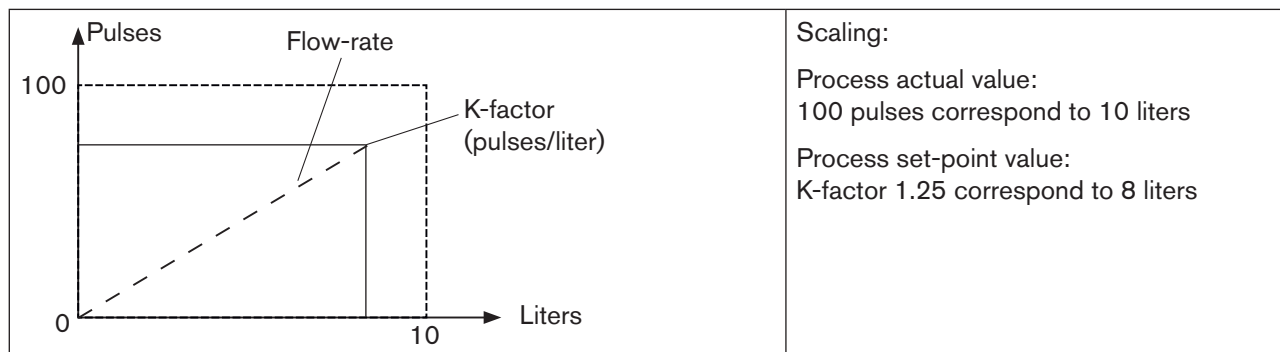 Pulses
Flow-rate
100
K-factor
(pulses/liter)
0
10
Liters
Scaling:
Process actual value:
100 pulses correspond to 10 liters
Process set-point value:
K-factor 1.25 correspond to 8 liters